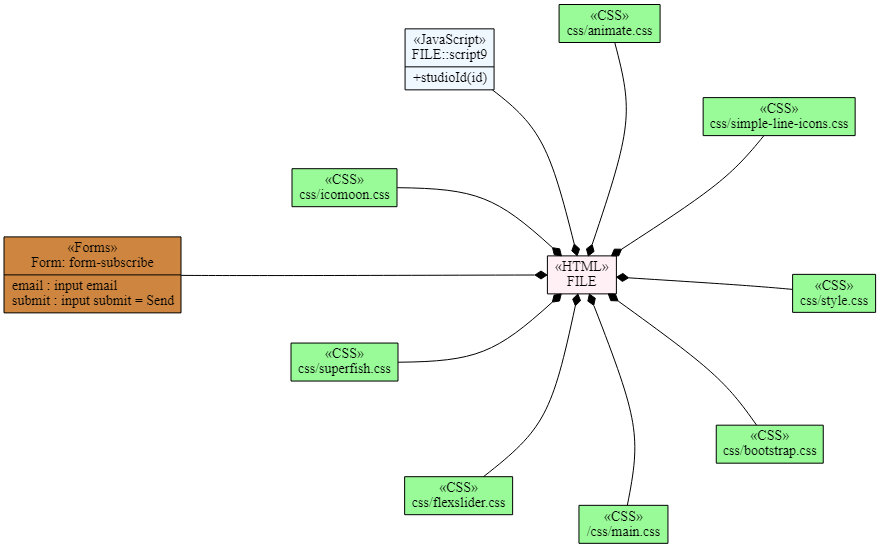 «CSS»
css/animate.css
«JavaScript»
FILE::script9
+studioId(id)
«CSS»
css/simple-line-icons.css
«CSS»
css/icomoon.css
«Forms»
Form: form-subscribe
email : input email
submit : input submit = Send
«HTML»
FILE
«CSS»
css/style.css
«CSS»
css/superfish.css
«CSS»
css/bootstrap.css
«CSS»
css/flexslider.css
«CSS»
/css/main.css